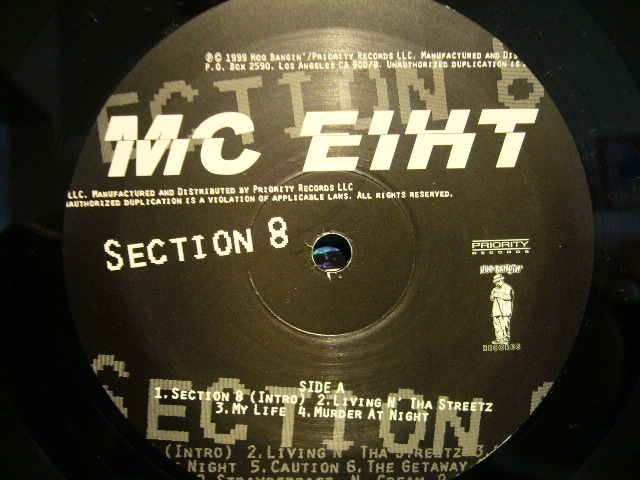 ℗© 1999 Hoo Bangin'/Priority Records LLC. Manufactured and Dis
P.O. Box 2590. Los Angeles CA 90078. Unauthorized duplication is
SECTION 8
MC EIHT
LLC. Manufactured and Distributed by Priority Records LLC
nauthorized duplication is a violation of applicable laws. All rights reserved.
Section 8
PRIORITY
RECORDS
HOO-BANGIN'
RECORDS
SECTION
SIDE A
1. Section 8 (Intro) 2. Living N' Tha Streetz
3. My Life 4. Murder At Night
(Intro) 2. Living N' Tha Streetz 3.
Night 5. Caution 6. The Getaway